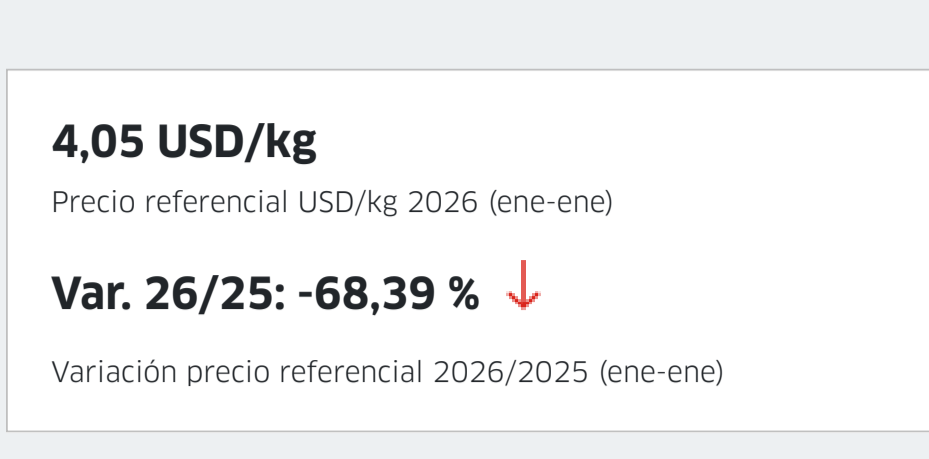 4,05 USD/kg
Precio referencial USD/kg 2026 (ene-ene)
Var. 26/25: -68,39 %
Variación precio referencial 2026/2025 (ene-ene)